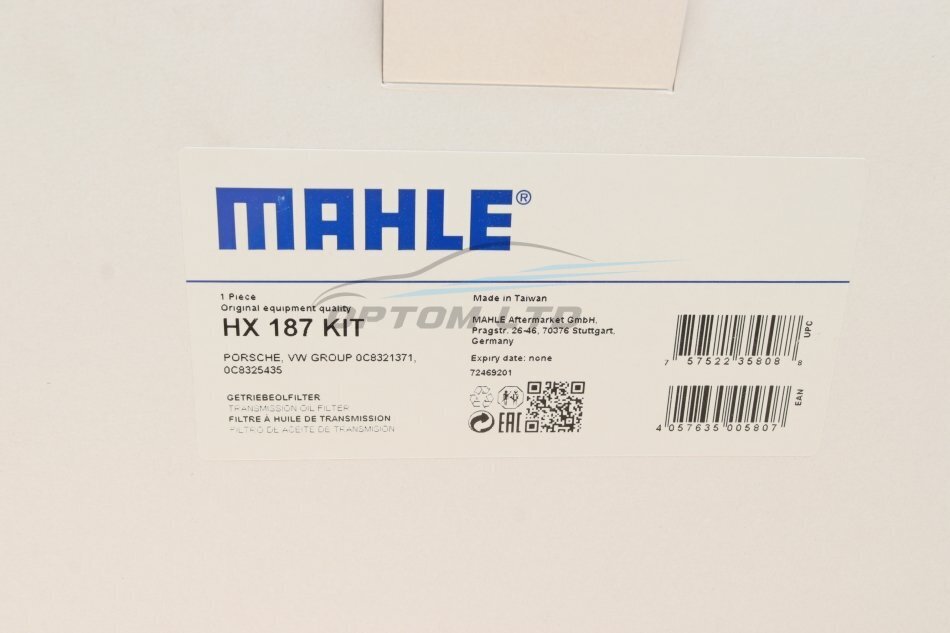 MAHLE®
1 Piece
Original equipment quality
HX 187 KIT
PORSCHE, VW GROUP 0C8321371,
0C8325435
GETRIEBEOLFILTER
TRANSMISSION OIL FILTER
FILTRE À HUILE DE TRANSMISSION
FILTRO DE ACEITE DE TRANSMISION
Made in Taiwan
MAHLE Aftermarket GmbH,
Pragstr. 26-46, 70376 Stuttgart,
Germany
Expiry date: none
72469201
EAC
7 57522 35808 8
UPC
4 057635 005807
EAN
OPTOM LTD